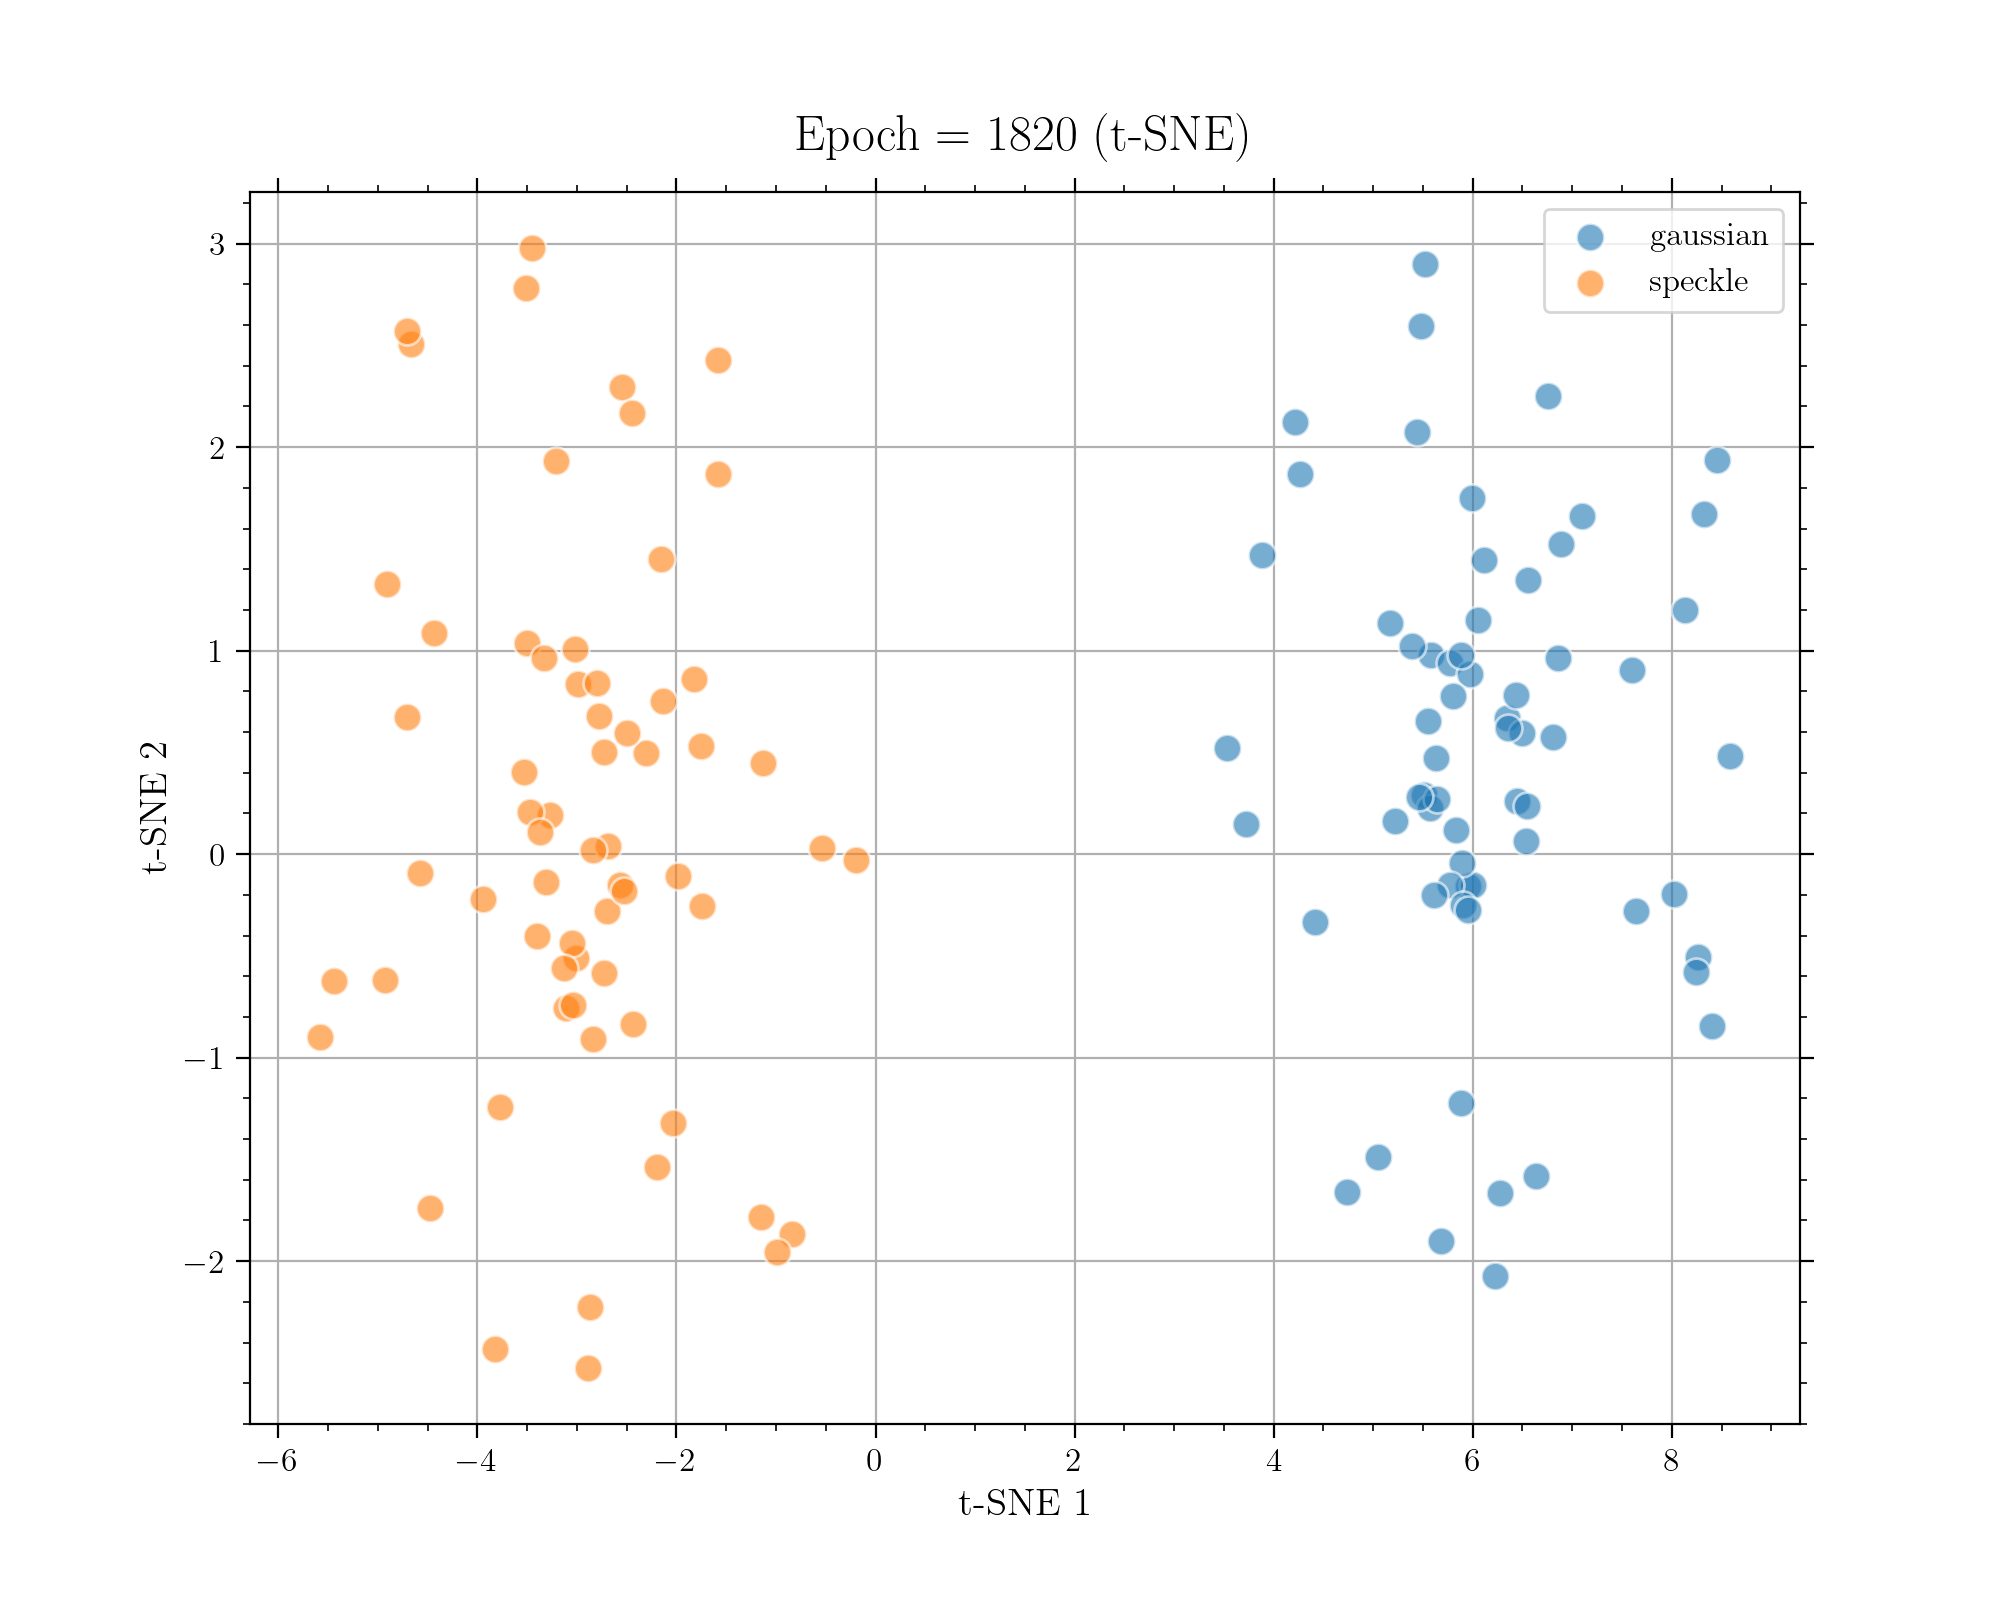 Epoch = 1820 (t-SNE)
gaussian
speckle
3
2
1
0
−1
−2
t-SNE 2
−6 −4 −2 0 2 4 6 8
t-SNE 1